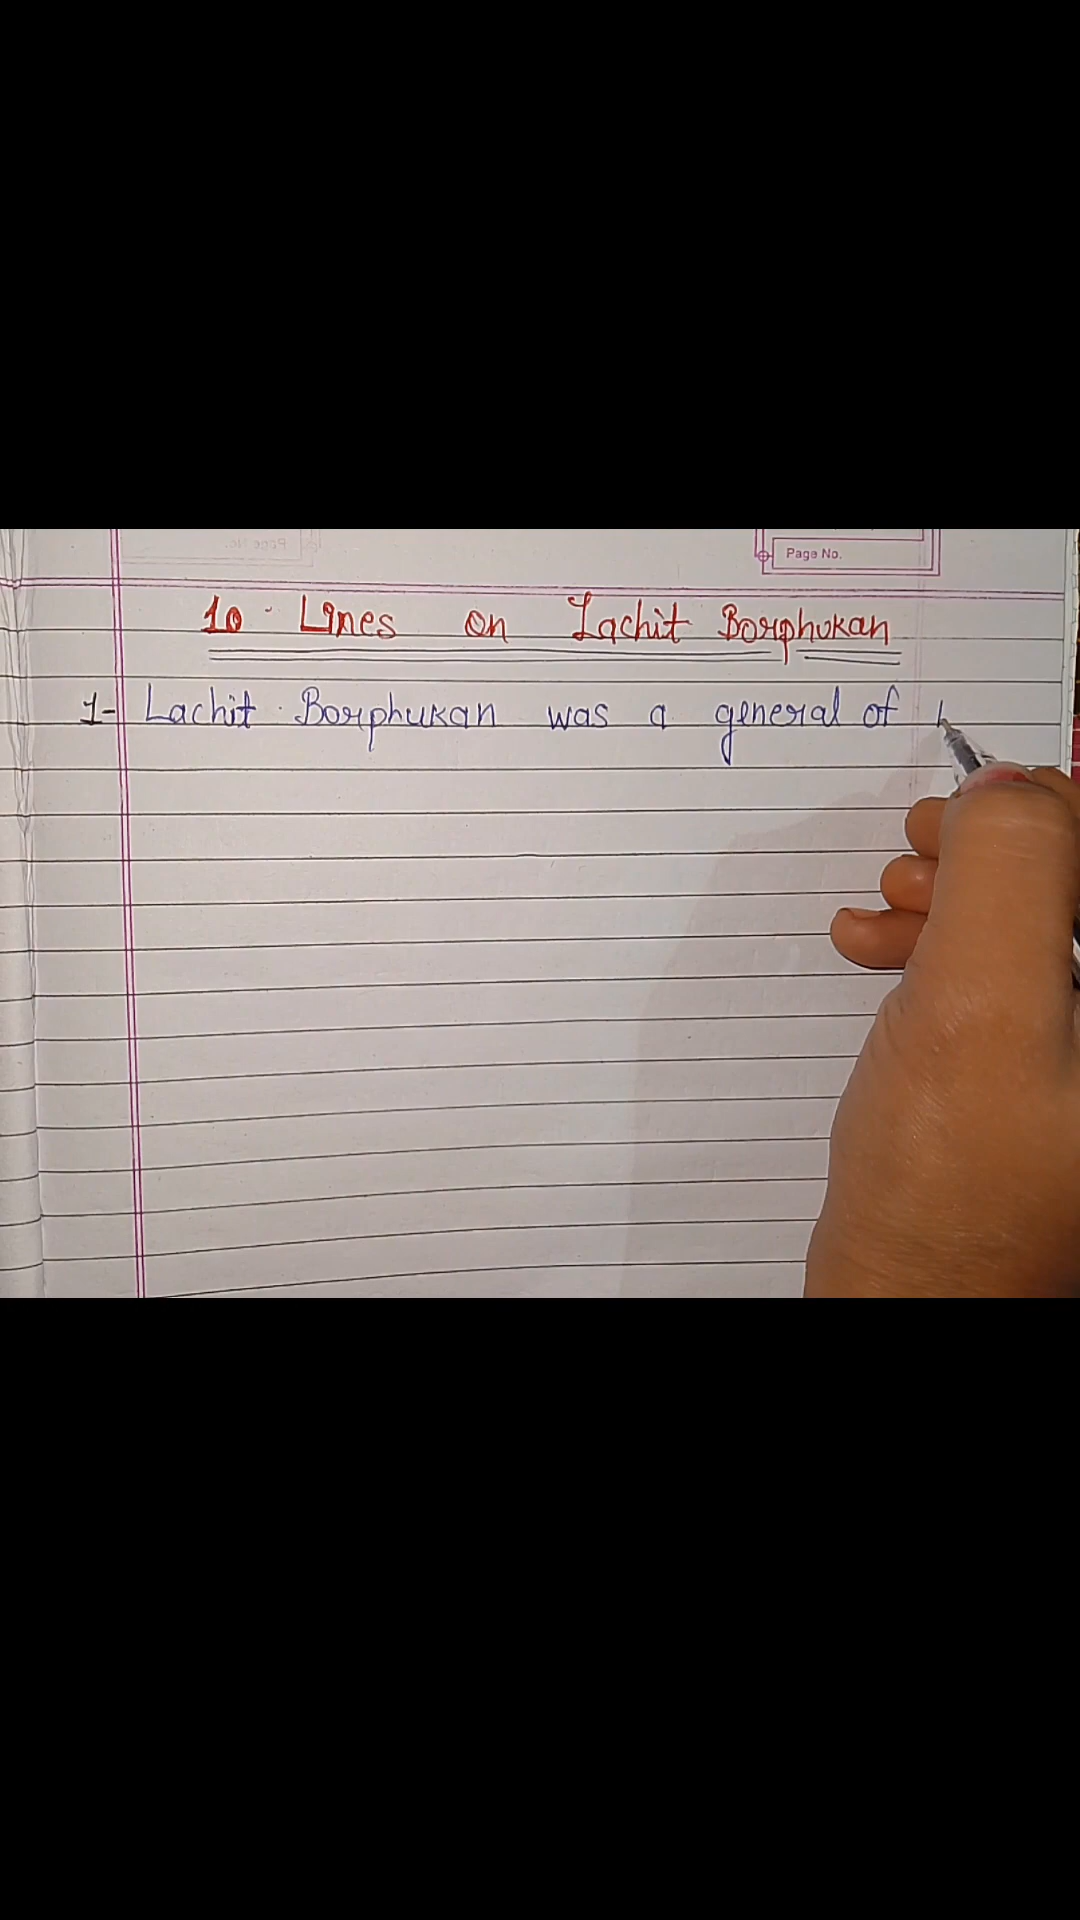 Page No.
10 Lines on Lachit Borphukan
1- Lachit Borphukan was a general of